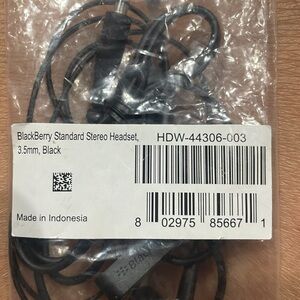 BlackBerry Standard Stereo Headset,
3.5mm, Black
HDW-44306-003
Made in Indonesia
8 02975 85667 1